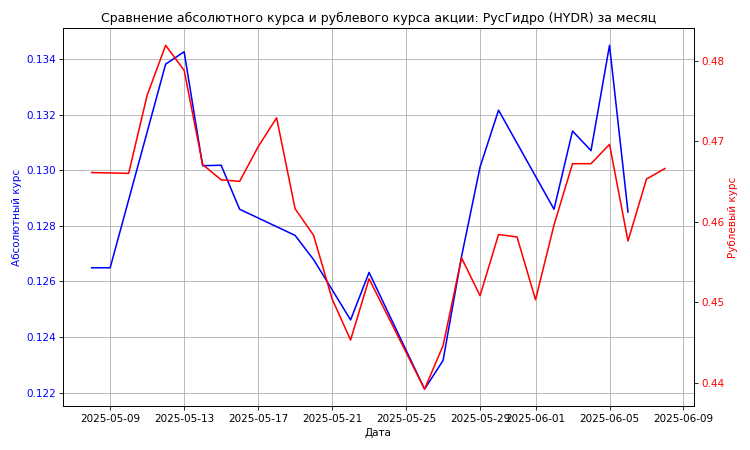 Сравнение абсолютного курса и рублевого курса акции: РусГидро (HYDR) за месяц
0.134
0.132
0.130
0.128
0.126
0.124
0.122
Абсолютный курс
0.48
0.47
0.46
0.45
0.44
Рублевый курс
2025-05-09 2025-05-13 2025-05-17 2025-05-21 2025-05-25 2025-05-29 2025-06-01 2025-06-05 2025-06-09
Дата